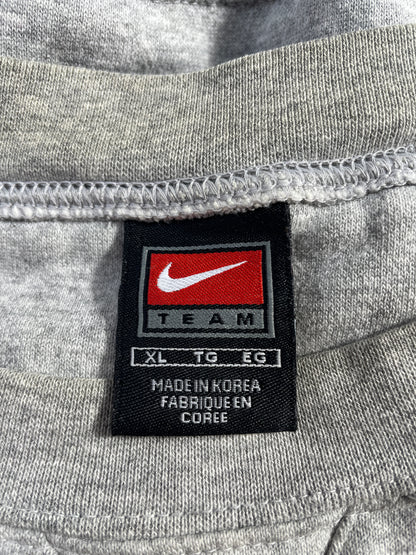 TEAM
XL TG EG
MADE IN KOREA
FABRIQUE EN
COREE